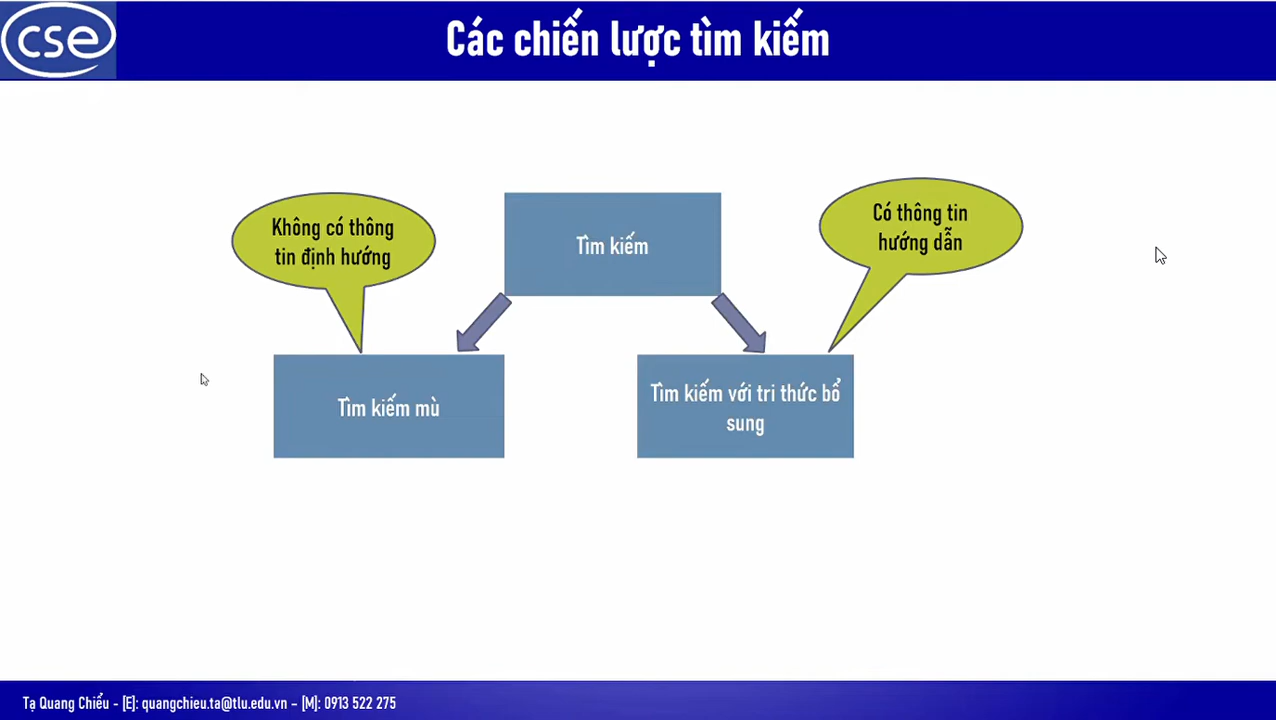 cse
Các chiến lược tìm kiếm
Không có thông
tin định hướng
Tìm kiếm
Có thông tin
hướng dẫn
Tìm kiếm mù
Tìm kiếm với tri thức bổ
sung
Tạ Quang Chiểu - [E]: quangchieu.ta@tlu.edu.vn – [M]: 0913 522 275